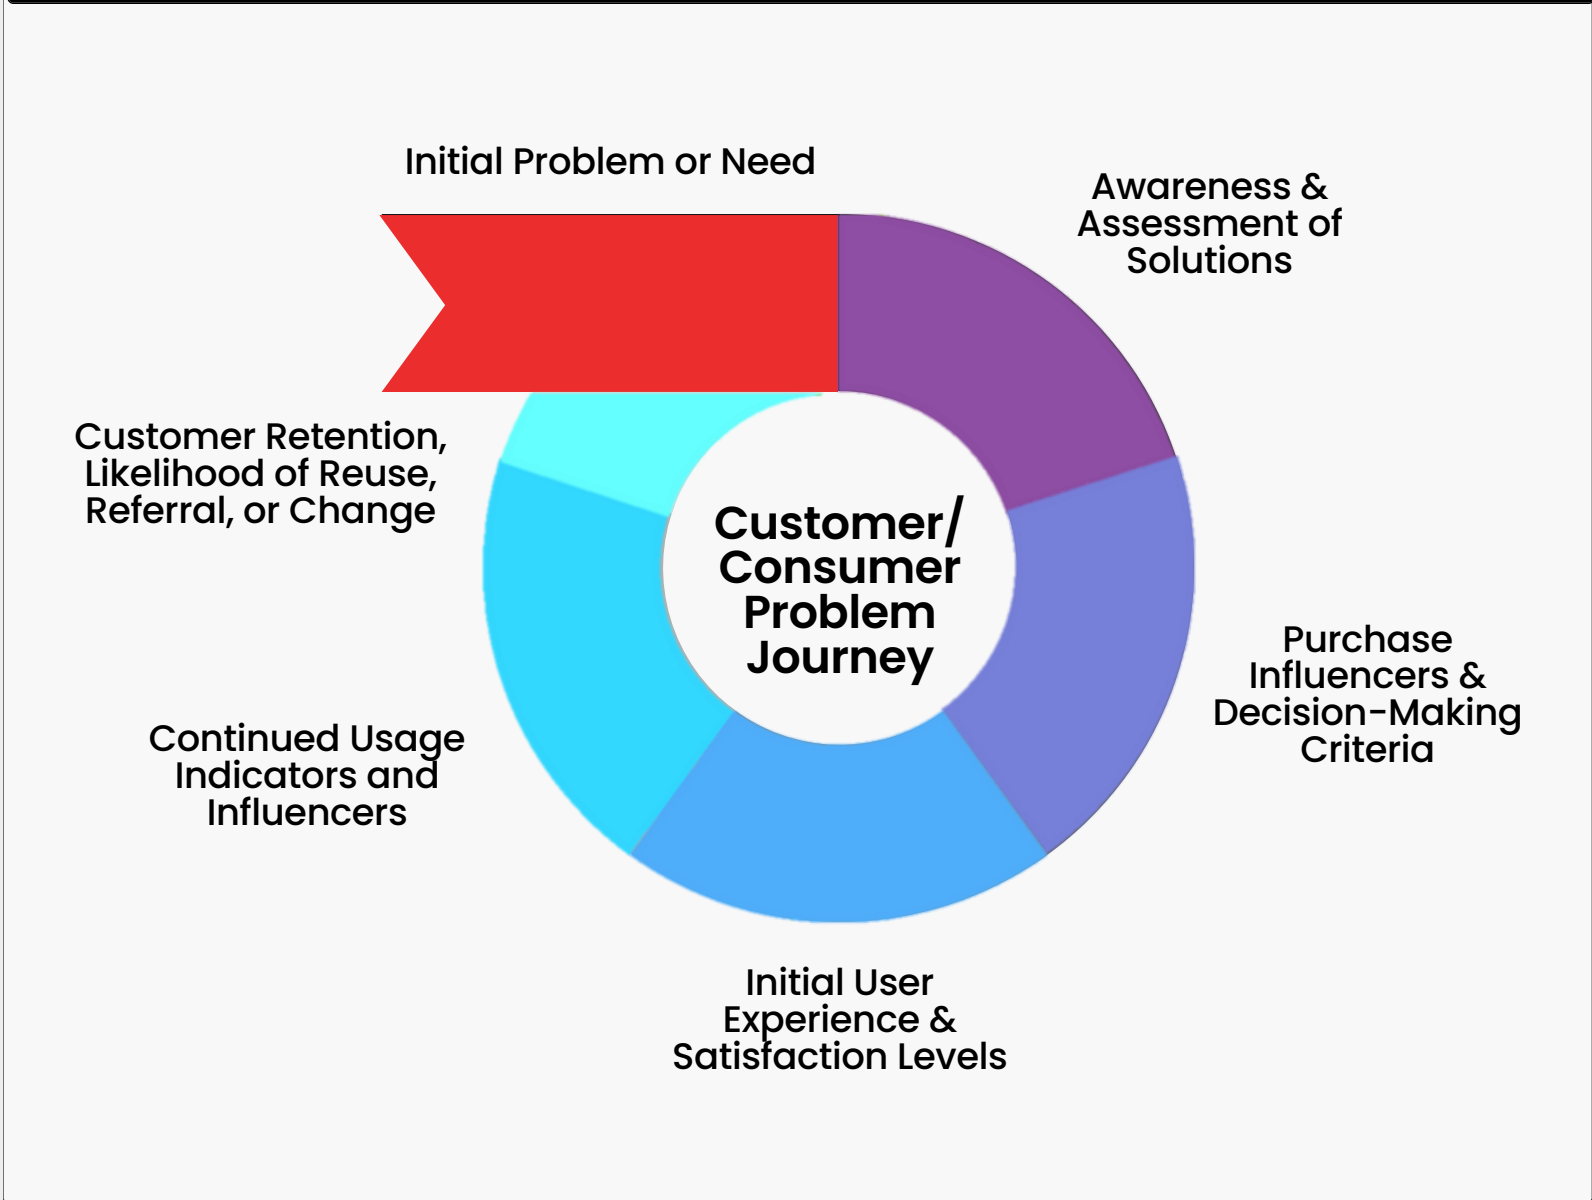 Initial Problem or Need
Awareness &
Assessment of
Solutions
Purchase
Influencers &
Decision-Making
Criteria
Initial User
Experience &
Satisfaction Levels
Continued Usage
Indicators and
Influencers
Customer Retention,
Likelihood of Reuse,
Referral, or Change
Customer/
Consumer
Problem
Journey